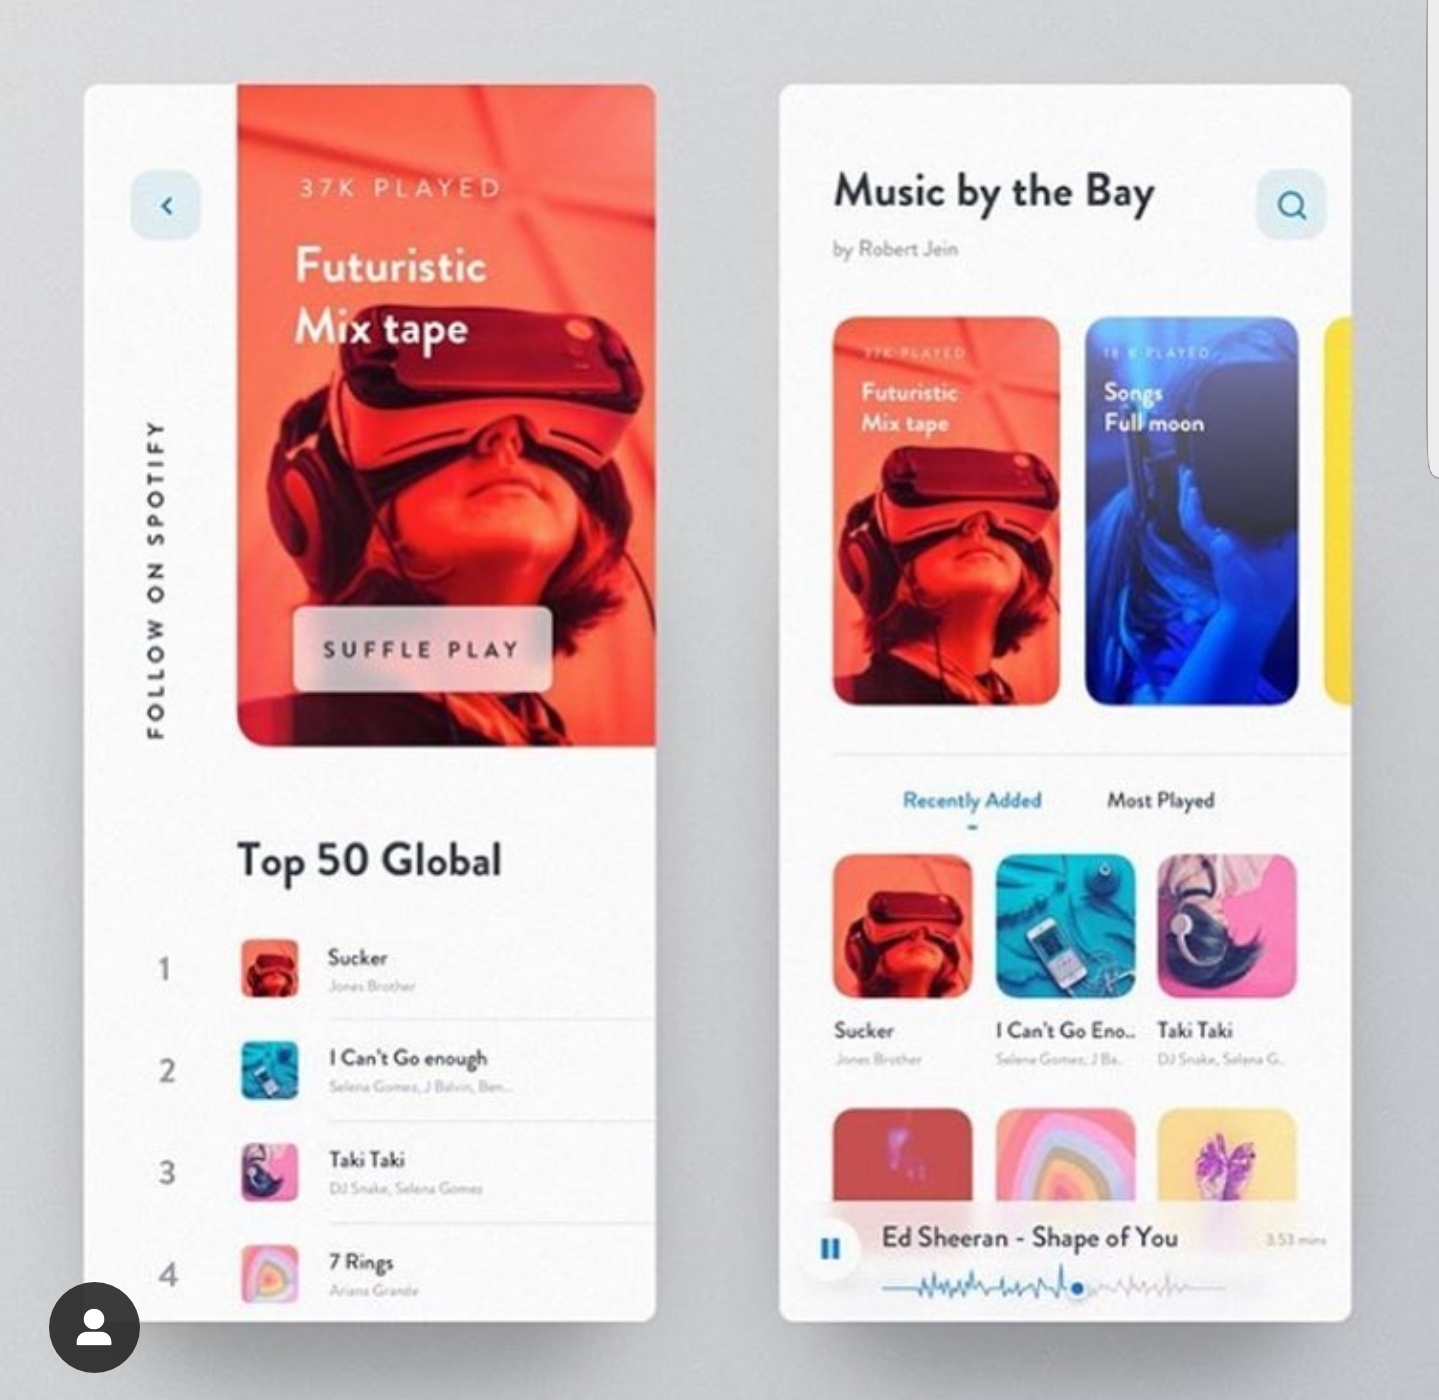 37K PLAYED
Futuristic
Mix tape
FOLLOW ON SPOTIFY
SUFFLE PLAY
Top 50 Global
1
Sucker
Jones Brother
2
I Can't Go enough
Selena Gomez, J Balvin, Ben...
3
Taki Taki
DJ Snake, Selena Gomez
4
7 Rings
Ariana Grande
Music by the Bay
by Robert Jein
37K PLAYED
Futuristic
Mix tape
18 K PLAYED
Songs
Full moon
Recently Added
Most Played
Sucker
Jones Brother
I Can't Go Eno..
Selena Gomez, J Ba..
Taki Taki
DJ Snake, Selena G..
Ed Sheeran - Shape of You
3.53 mins